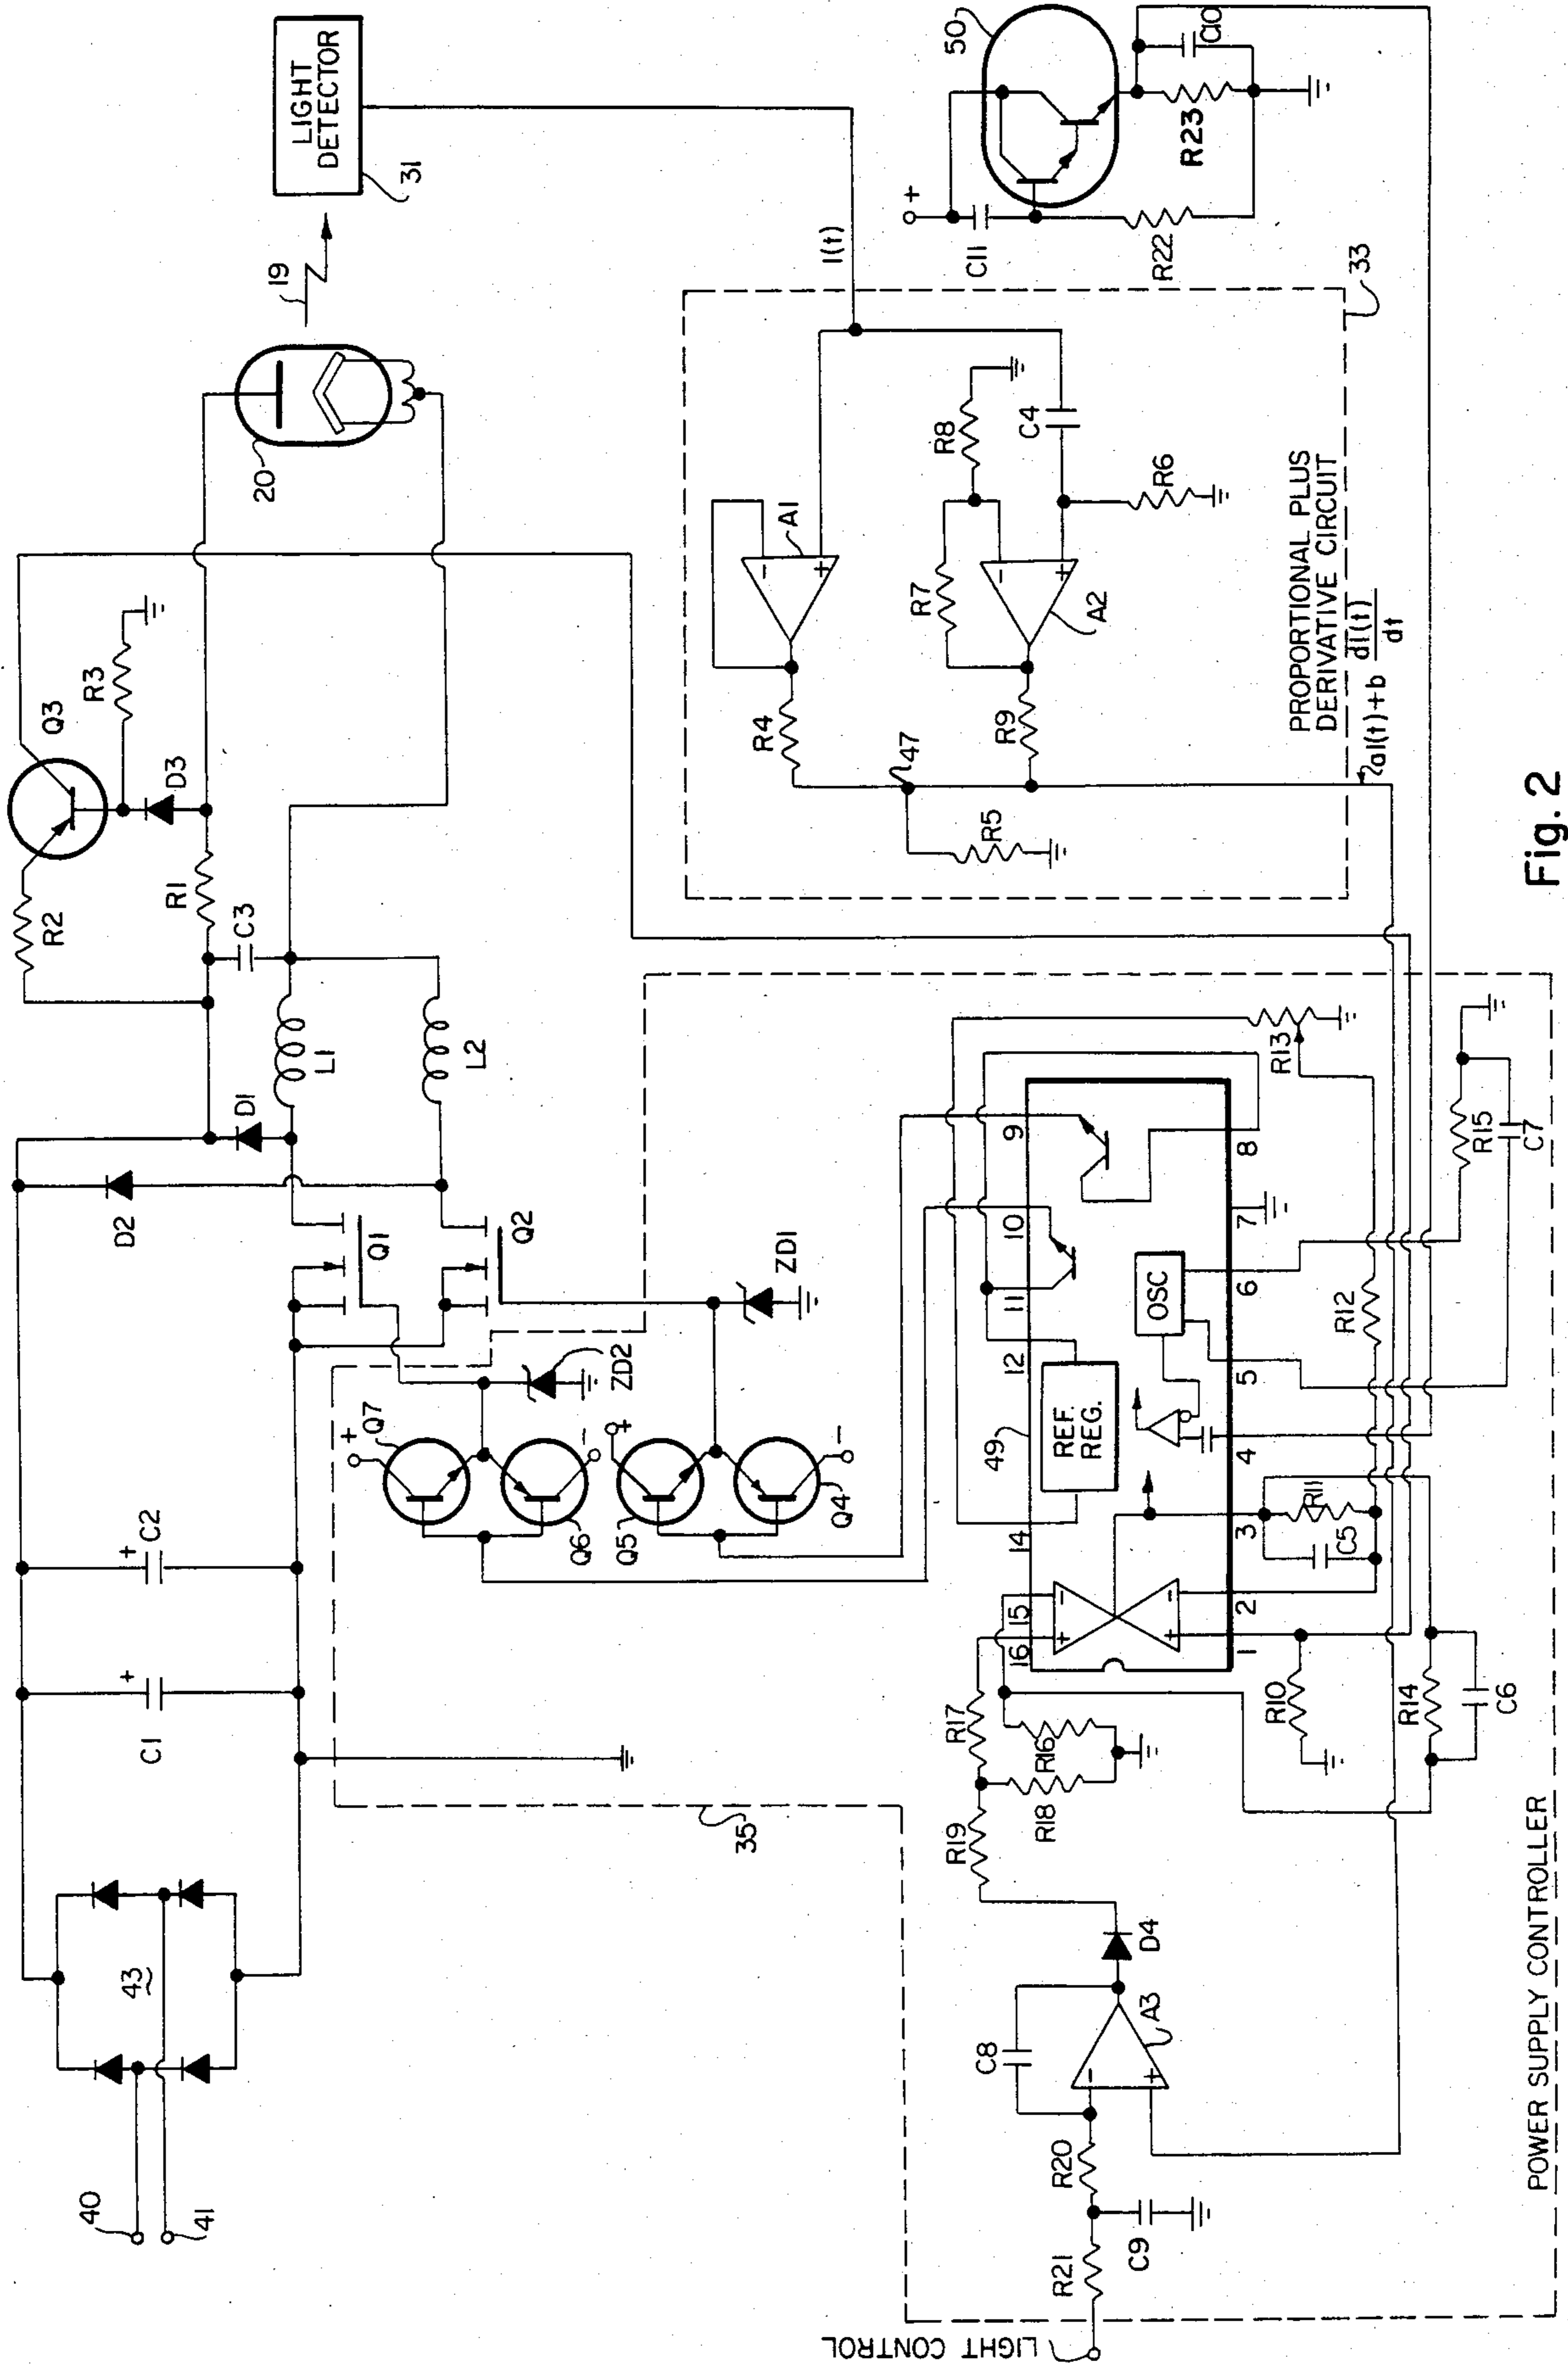 LIGHT
DETECTOR
31
19
20
50
C10
R23
+
C11
R22
l(t)
33
Q3
R3
D3
R2
R1
C3
L1
L2
D1
D2
Q1
Q2
ZD1
ZD2
+
Q7
−
+
Q6
Q5
Q4
−
+
C2
+
C1
43
40
41
35
A1
−
+
R8
C4
R7
R6
−
+
A2
R4
R9
47
R5
PROPORTIONAL PLUS
DERIVATIVE CIRCUIT
al(t)+b dl(t)
dt
Fig. 2
R13
9
10
11
12
14
15
16
8
7
6
5
4
3
2
1
49
REF.
REG.
OSC
−
+
−
+
R15
C7
R12
R11
C5
R10
R14
C6
R17
R16
R18
R19
D4
C8
A3
−
+
R20
R21
C9
LIGHT CONTROL
POWER SUPPLY CONTROLLER